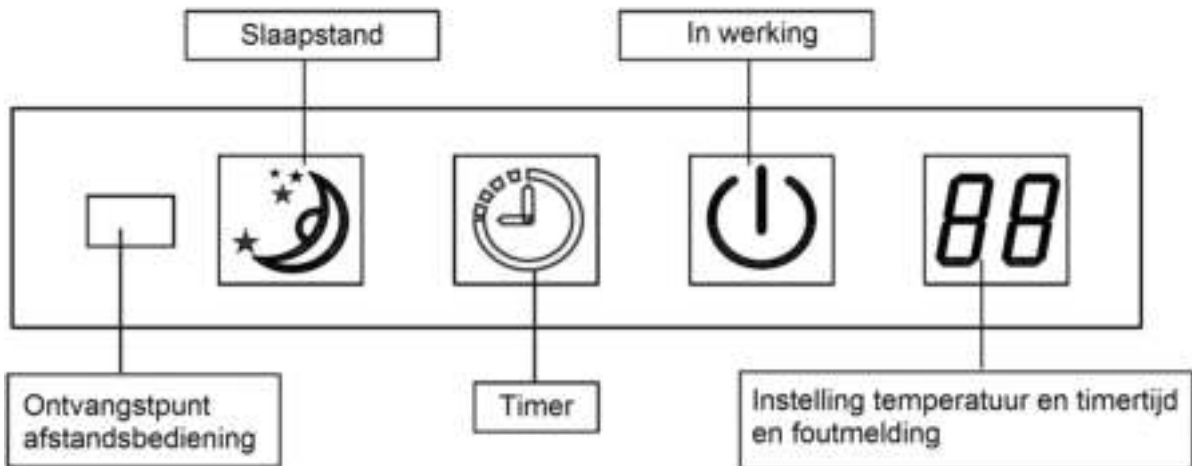 Slaapstand
In werking
88
Ontvangstpunt
afstandsbediening
Timer
Instelling temperatuur en timertijd
en foutmelding